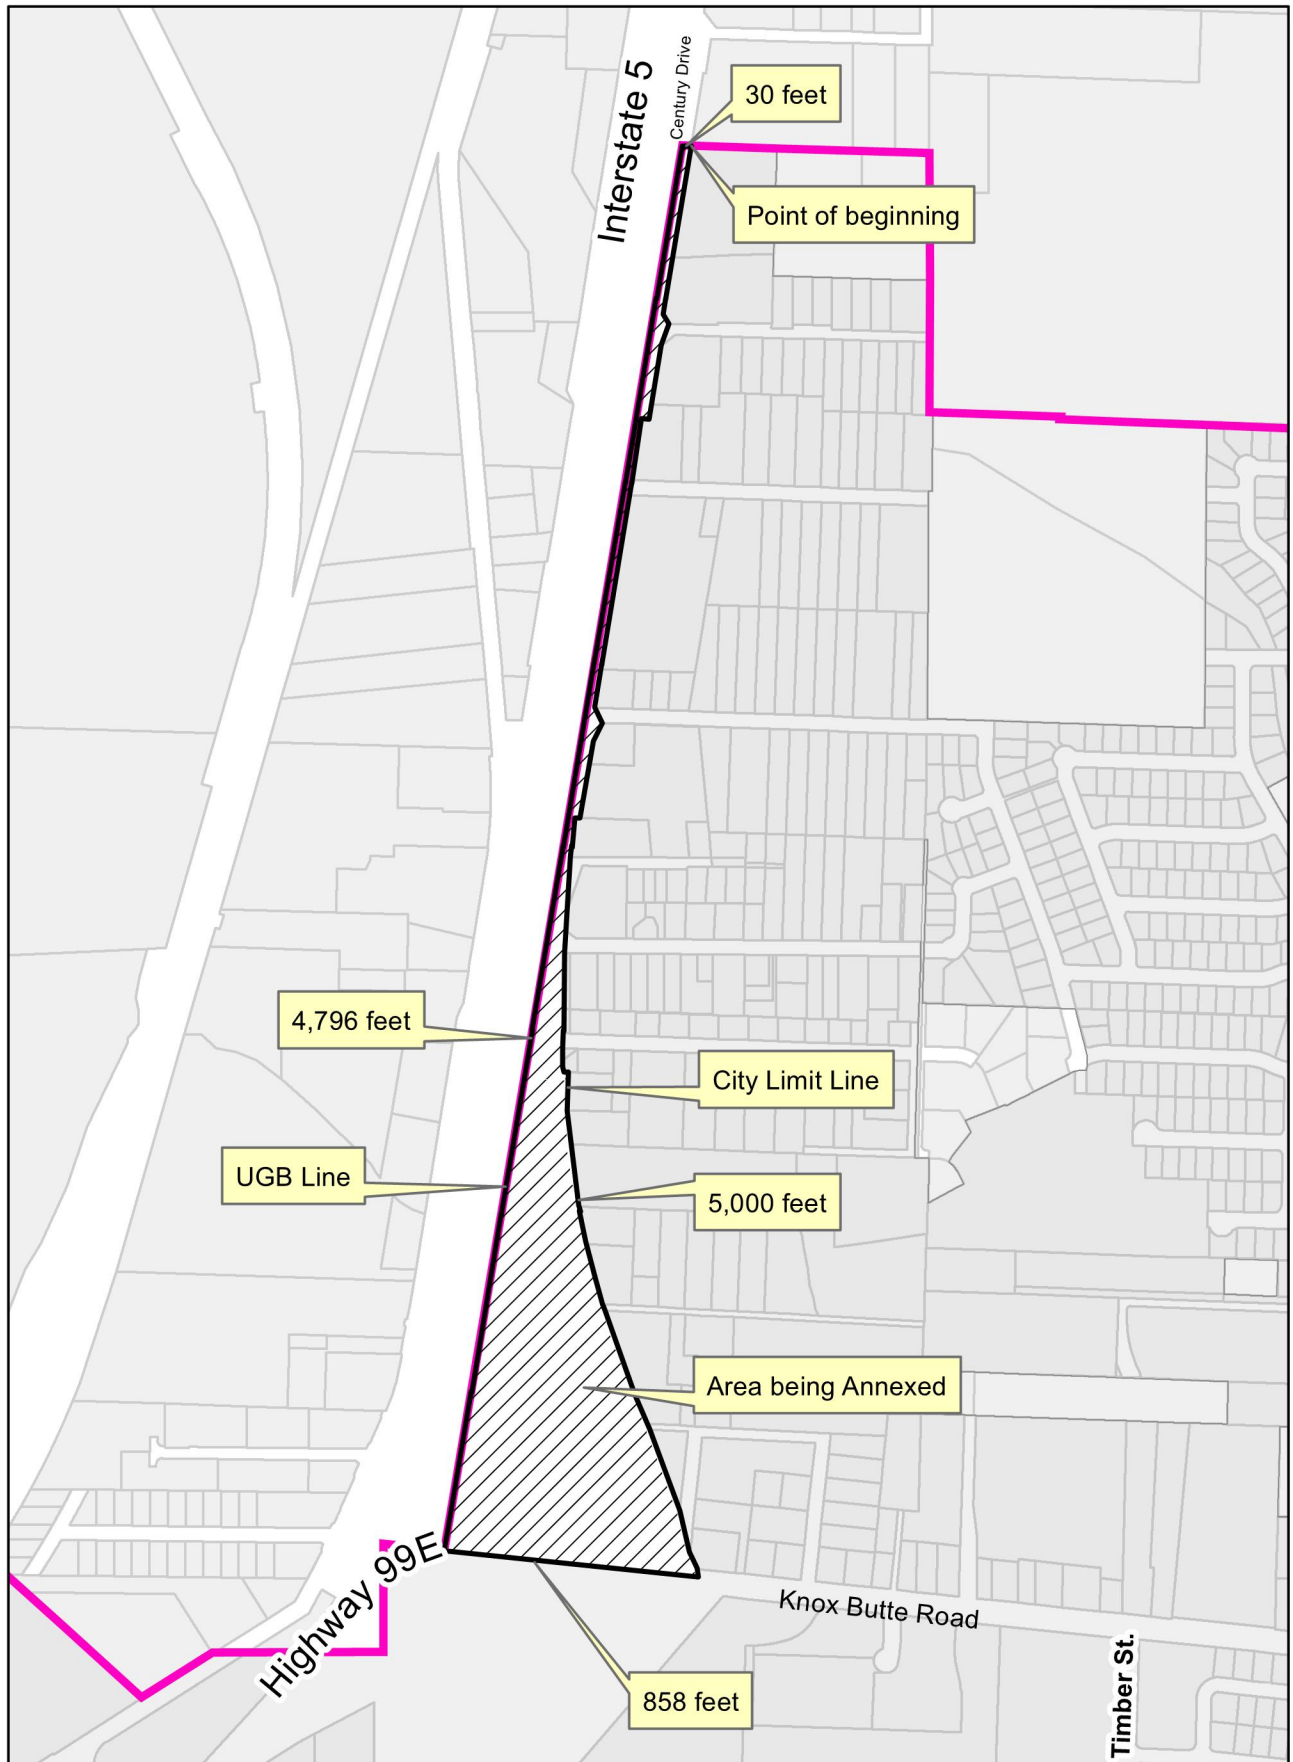 Interstate 5
Century Drive
30 feet
Point of beginning
4,796 feet
City Limit Line
UGB Line
5,000 feet
Area being Annexed
Highway 99E
Knox Butte Road
858 feet
Timber St.